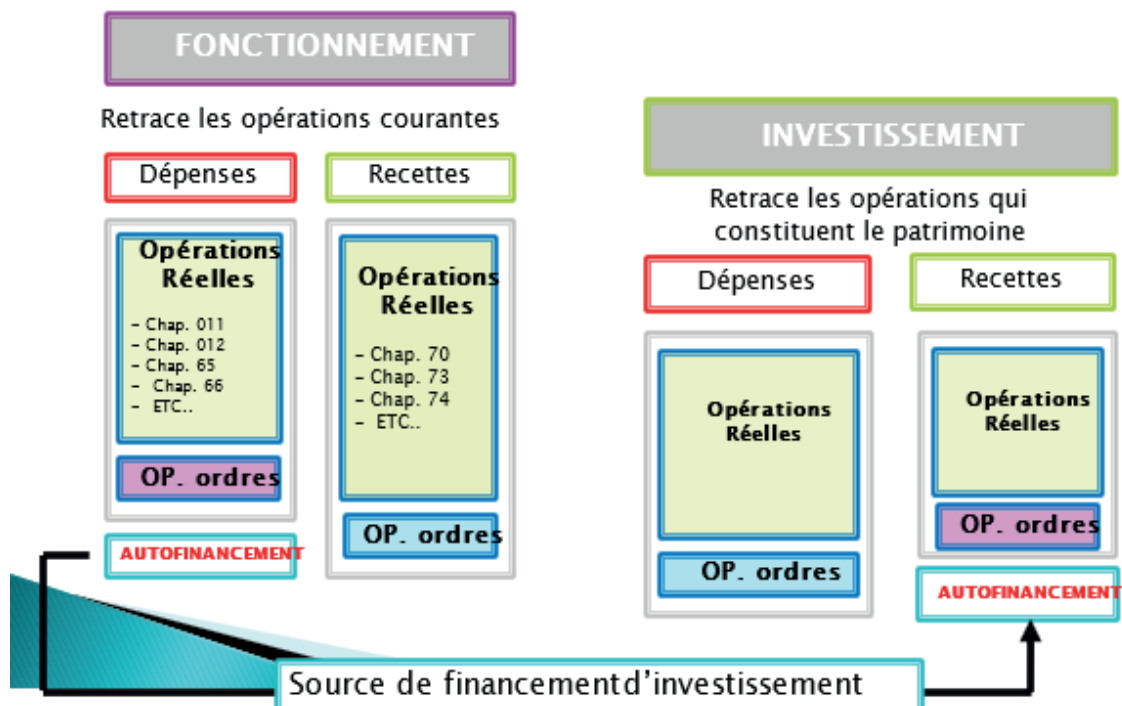 FONCTIONNEMENT
Retrace les opérations courantes
Dépenses
Recettes
Opérations
Réelles
- Chap. 011
- Chap. 012
- Chap. 65
- Chap. 66
- ETC..
OP. ordres
AUTOFINANCEMENT
Opérations
Réelles
- Chap. 70
- Chap. 73
- Chap. 74
- ETC..
OP. ordres
INVESTISSEMENT
Retrace les opérations qui
constituent le patrimoine
Dépenses
Recettes
Opérations
Réelles
OP. ordres
Opérations
Réelles
OP. ordres
AUTOFINANCEMENT
Source de financementd'investissement